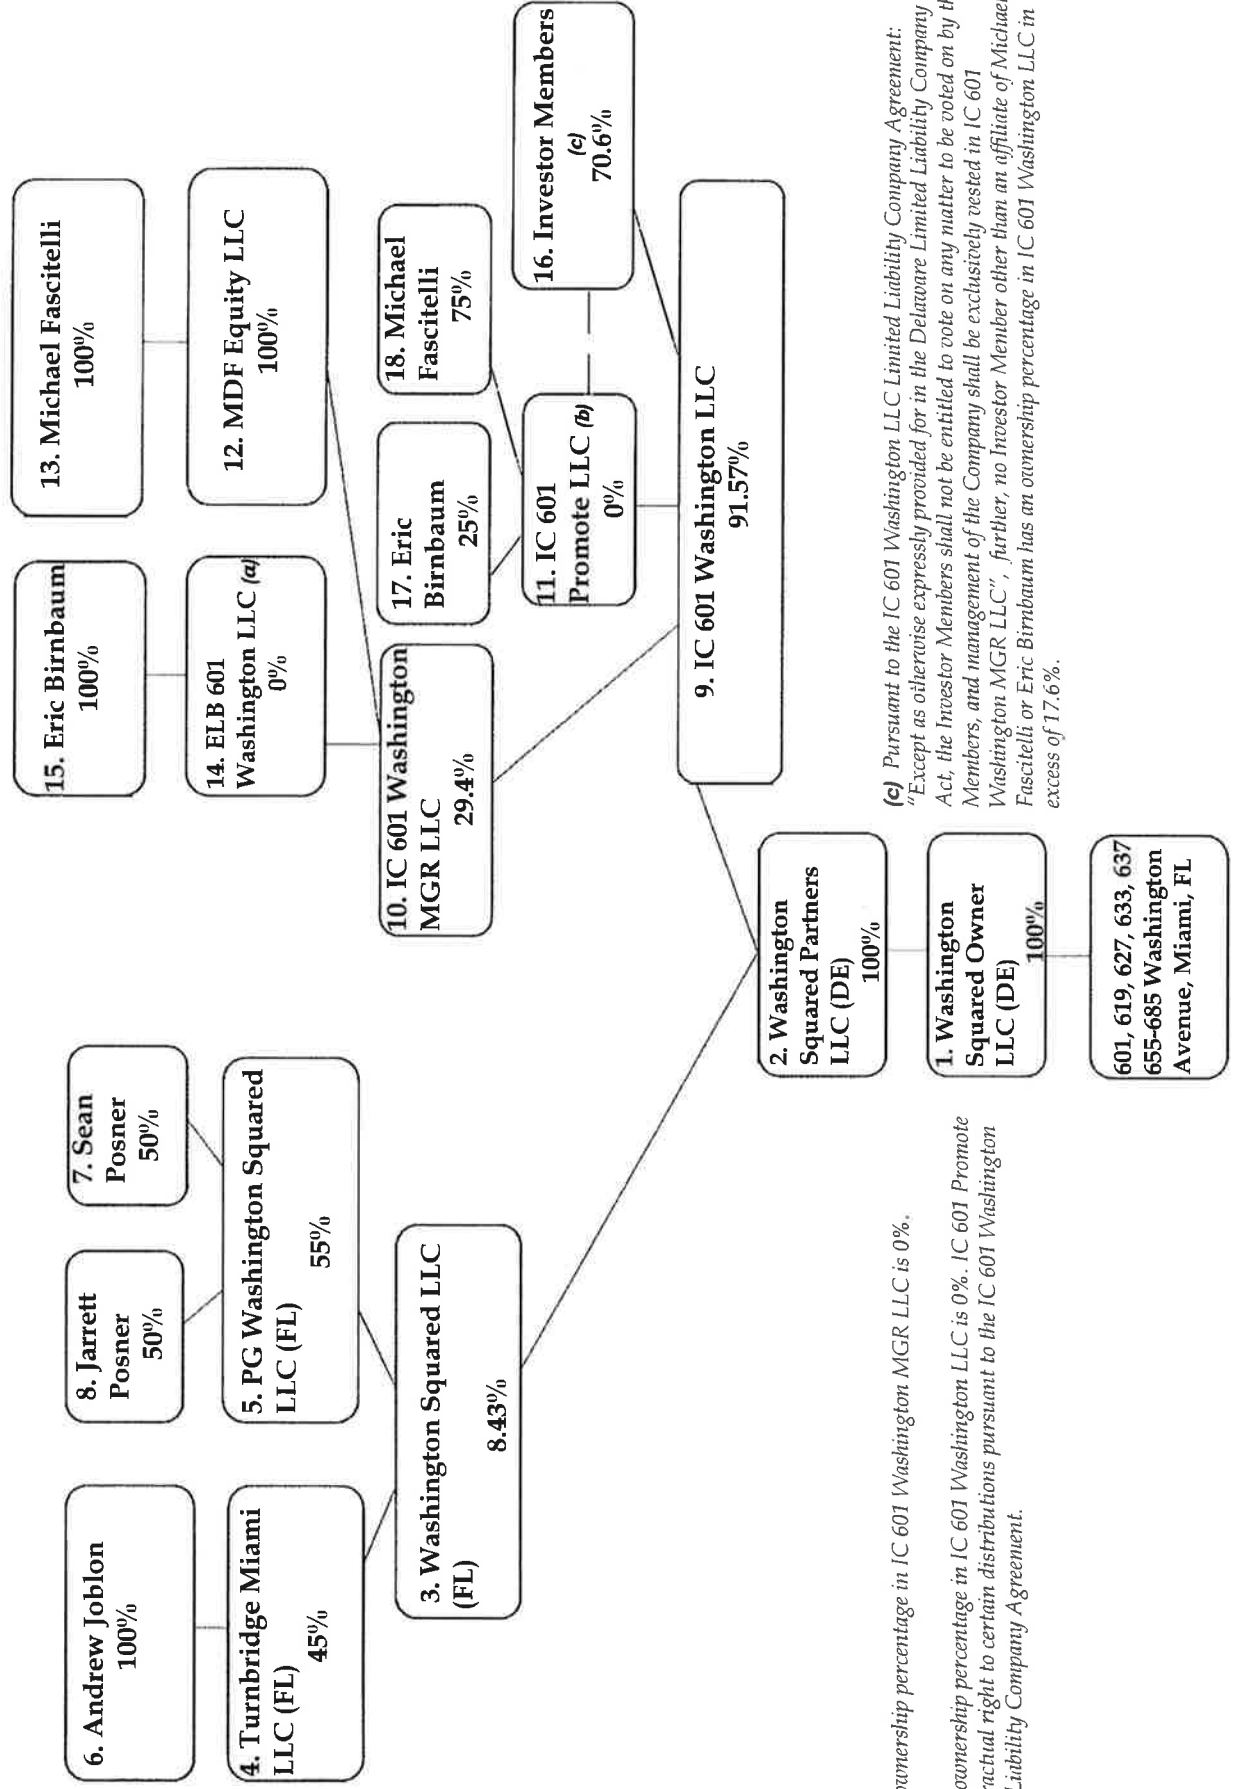 6. Andrew Joblon
100%
8. Jarrett
Posner
50%
7. Sean
Posner
50%
15. Eric Birnbaum
100%
13. Michael Fascitelli
100%
4. Turnbridge Miami
LLC (FL)
45%
5. PG Washington Squared
LLC (FL)
55%
14. ELB 601
Washington LLC (a)
0%
12. MDF Equity LLC
100%
3. Washington Squared LLC
(FL)
8.43%
10. IC 601 Washington
MGR LLC
29.4%
17. Eric
Birnbaum
25%
18. Michael
Fascitelli
75%
11. IC 601
Promote LLC (b)
0%
16. Investor Members
(c)
70.6%
9. IC 601 Washington LLC
91.57%
2. Washington
Squared Partners
LLC (DE)
100%
1. Washington
Squared Owner
LLC (DE)
100%
601, 619, 627, 633, 637
655-685 Washington
Avenue, Miami, FL
ownership percentage in IC 601 Washington MGR LLC is 0%.
ownership percentage in IC 601 Washington LLC is 0%. IC 601 Promote
right to certain distributions pursuant to the IC 601 Washington
Liability Company Agreement.
(c) Pursuant to the IC 601 Washington LLC Limited Liability Company Agreement:
"Except as otherwise expressly provided for in the Delaware Limited Liability Company
Act, the Investor Members shall not be entitled to vote on any matter to be voted on by
Members, and management of the Company shall be exclusively vested in IC 601
Washington MGR LLC", further, no Investor Member other than an affiliate of Michael
Fascitelli or Eric Birnbaum has an ownership percentage in IC 601 Washington LLC in
excess of 17.6%.